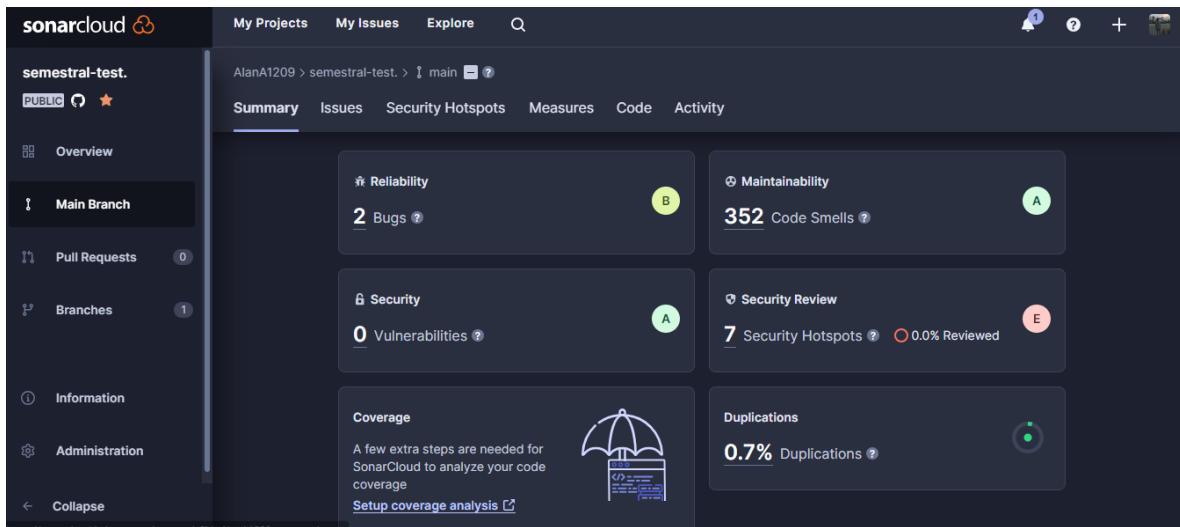 sonarcloud
My Projects My Issues Explore
1
semestral-test.
PUBLIC
AlanA1209 > semestral-test. > main
Summary Issues Security Hotspots Measures Code Activity
Overview
Main Branch
Pull Requests 0
Branches 1
Information
Administration
Collapse
Reliability
2 Bugs
B
Maintainability
352 Code Smells
A
Security
0 Vulnerabilities
A
Security Review
7 Security Hotspots 0.0% Reviewed
E
Coverage
A few extra steps are needed for
SonarCloud to analyze your code
coverage
Setup coverage analysis
Duplications
0.7% Duplications